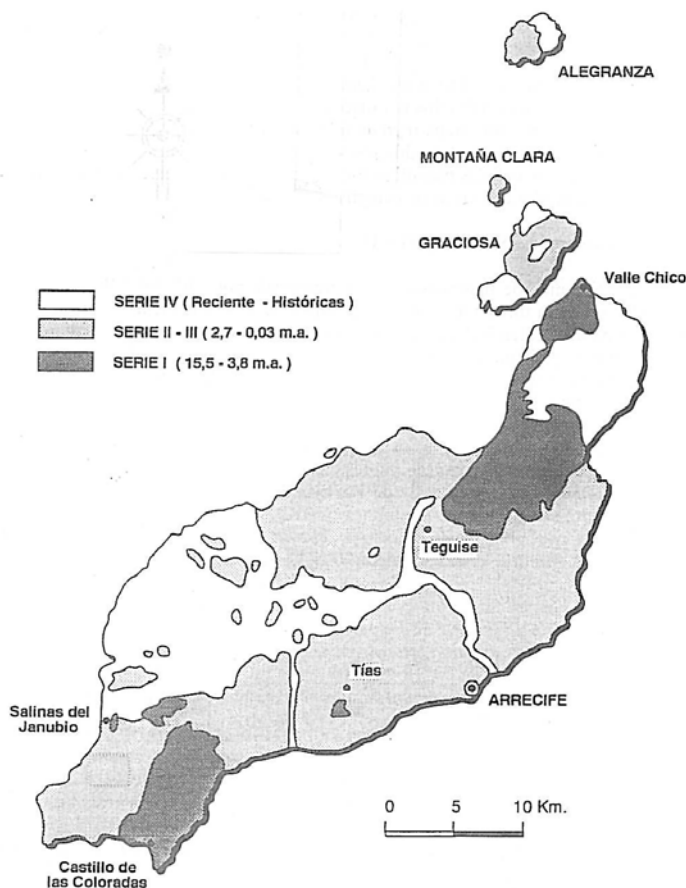 ALEGRANZA
MONTAÑA CLARA
GRACIOSA
Valle Chico
SERIE IV ( Reciente - Históricas )
SERIE II - III ( 2,7 - 0,03 m.a. )
SERIE I ( 15,5 - 3,8 m.a. )
Teguise
Tías
ARRECIFE
Salinas del
Janubio
0 5 10 Km.
Castillo de
las Coloradas